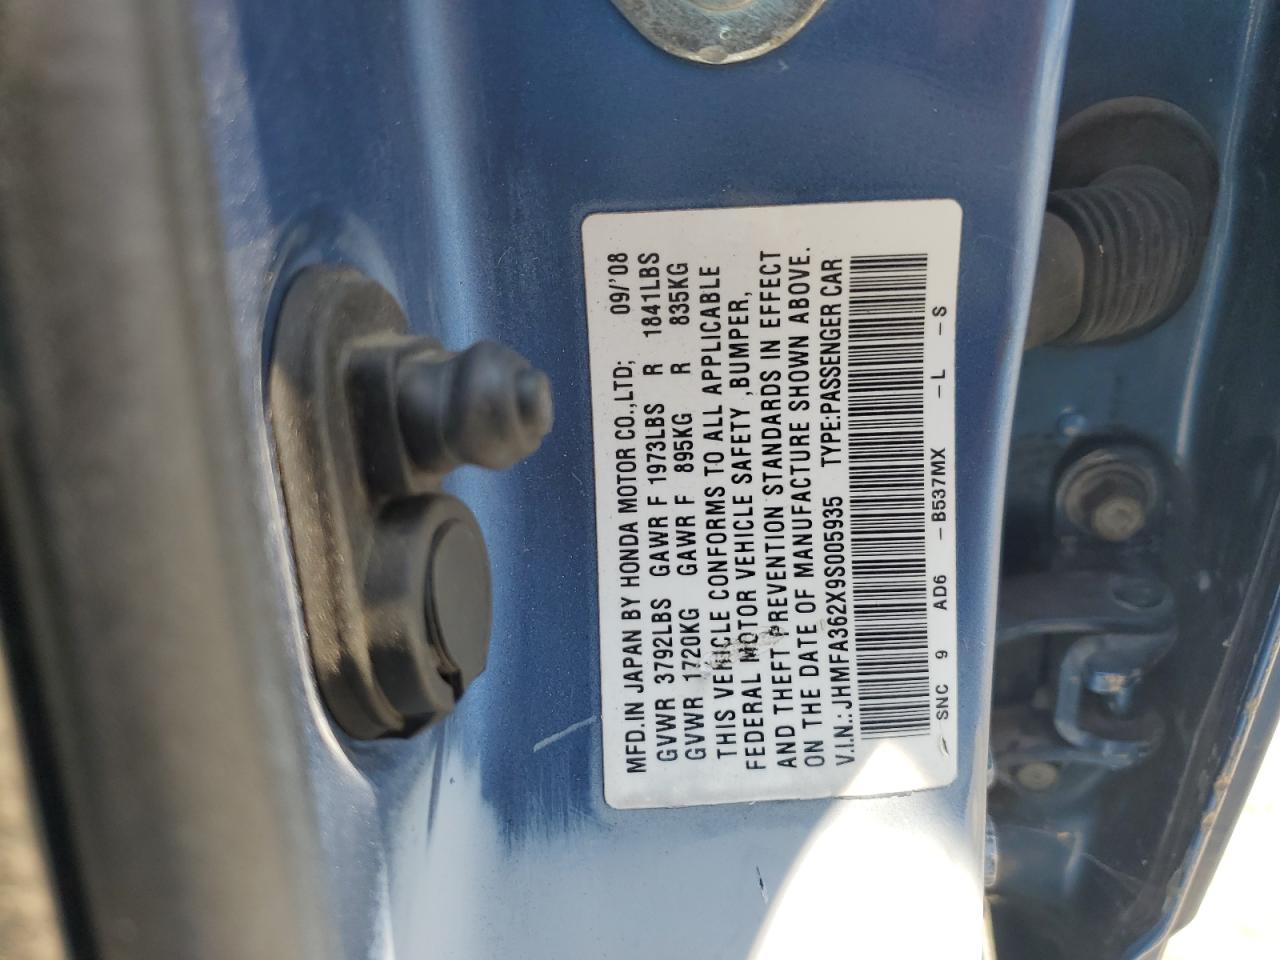 MFD.IN JAPAN BY HONDA MOTOR CO.,LTD; 09/'08
GVWR 3792LBS GAWR F 1973LBS R 1841LBS
GVWR 1720KG GAWR F 895KG R 835KG
THIS VEHICLE CONFORMS TO ALL APPLICABLE
FEDERAL MOTOR VEHICLE SAFETY ,BUMPER,
AND THEFT PREVENTION STANDARDS IN EFFECT
ON THE DATE OF MANUFACTURE SHOWN ABOVE.
V.I.N.: JHMFA362X9S005935 TYPE:PASSENGER CAR
SNC 9 AD6 -B537MX -L -S